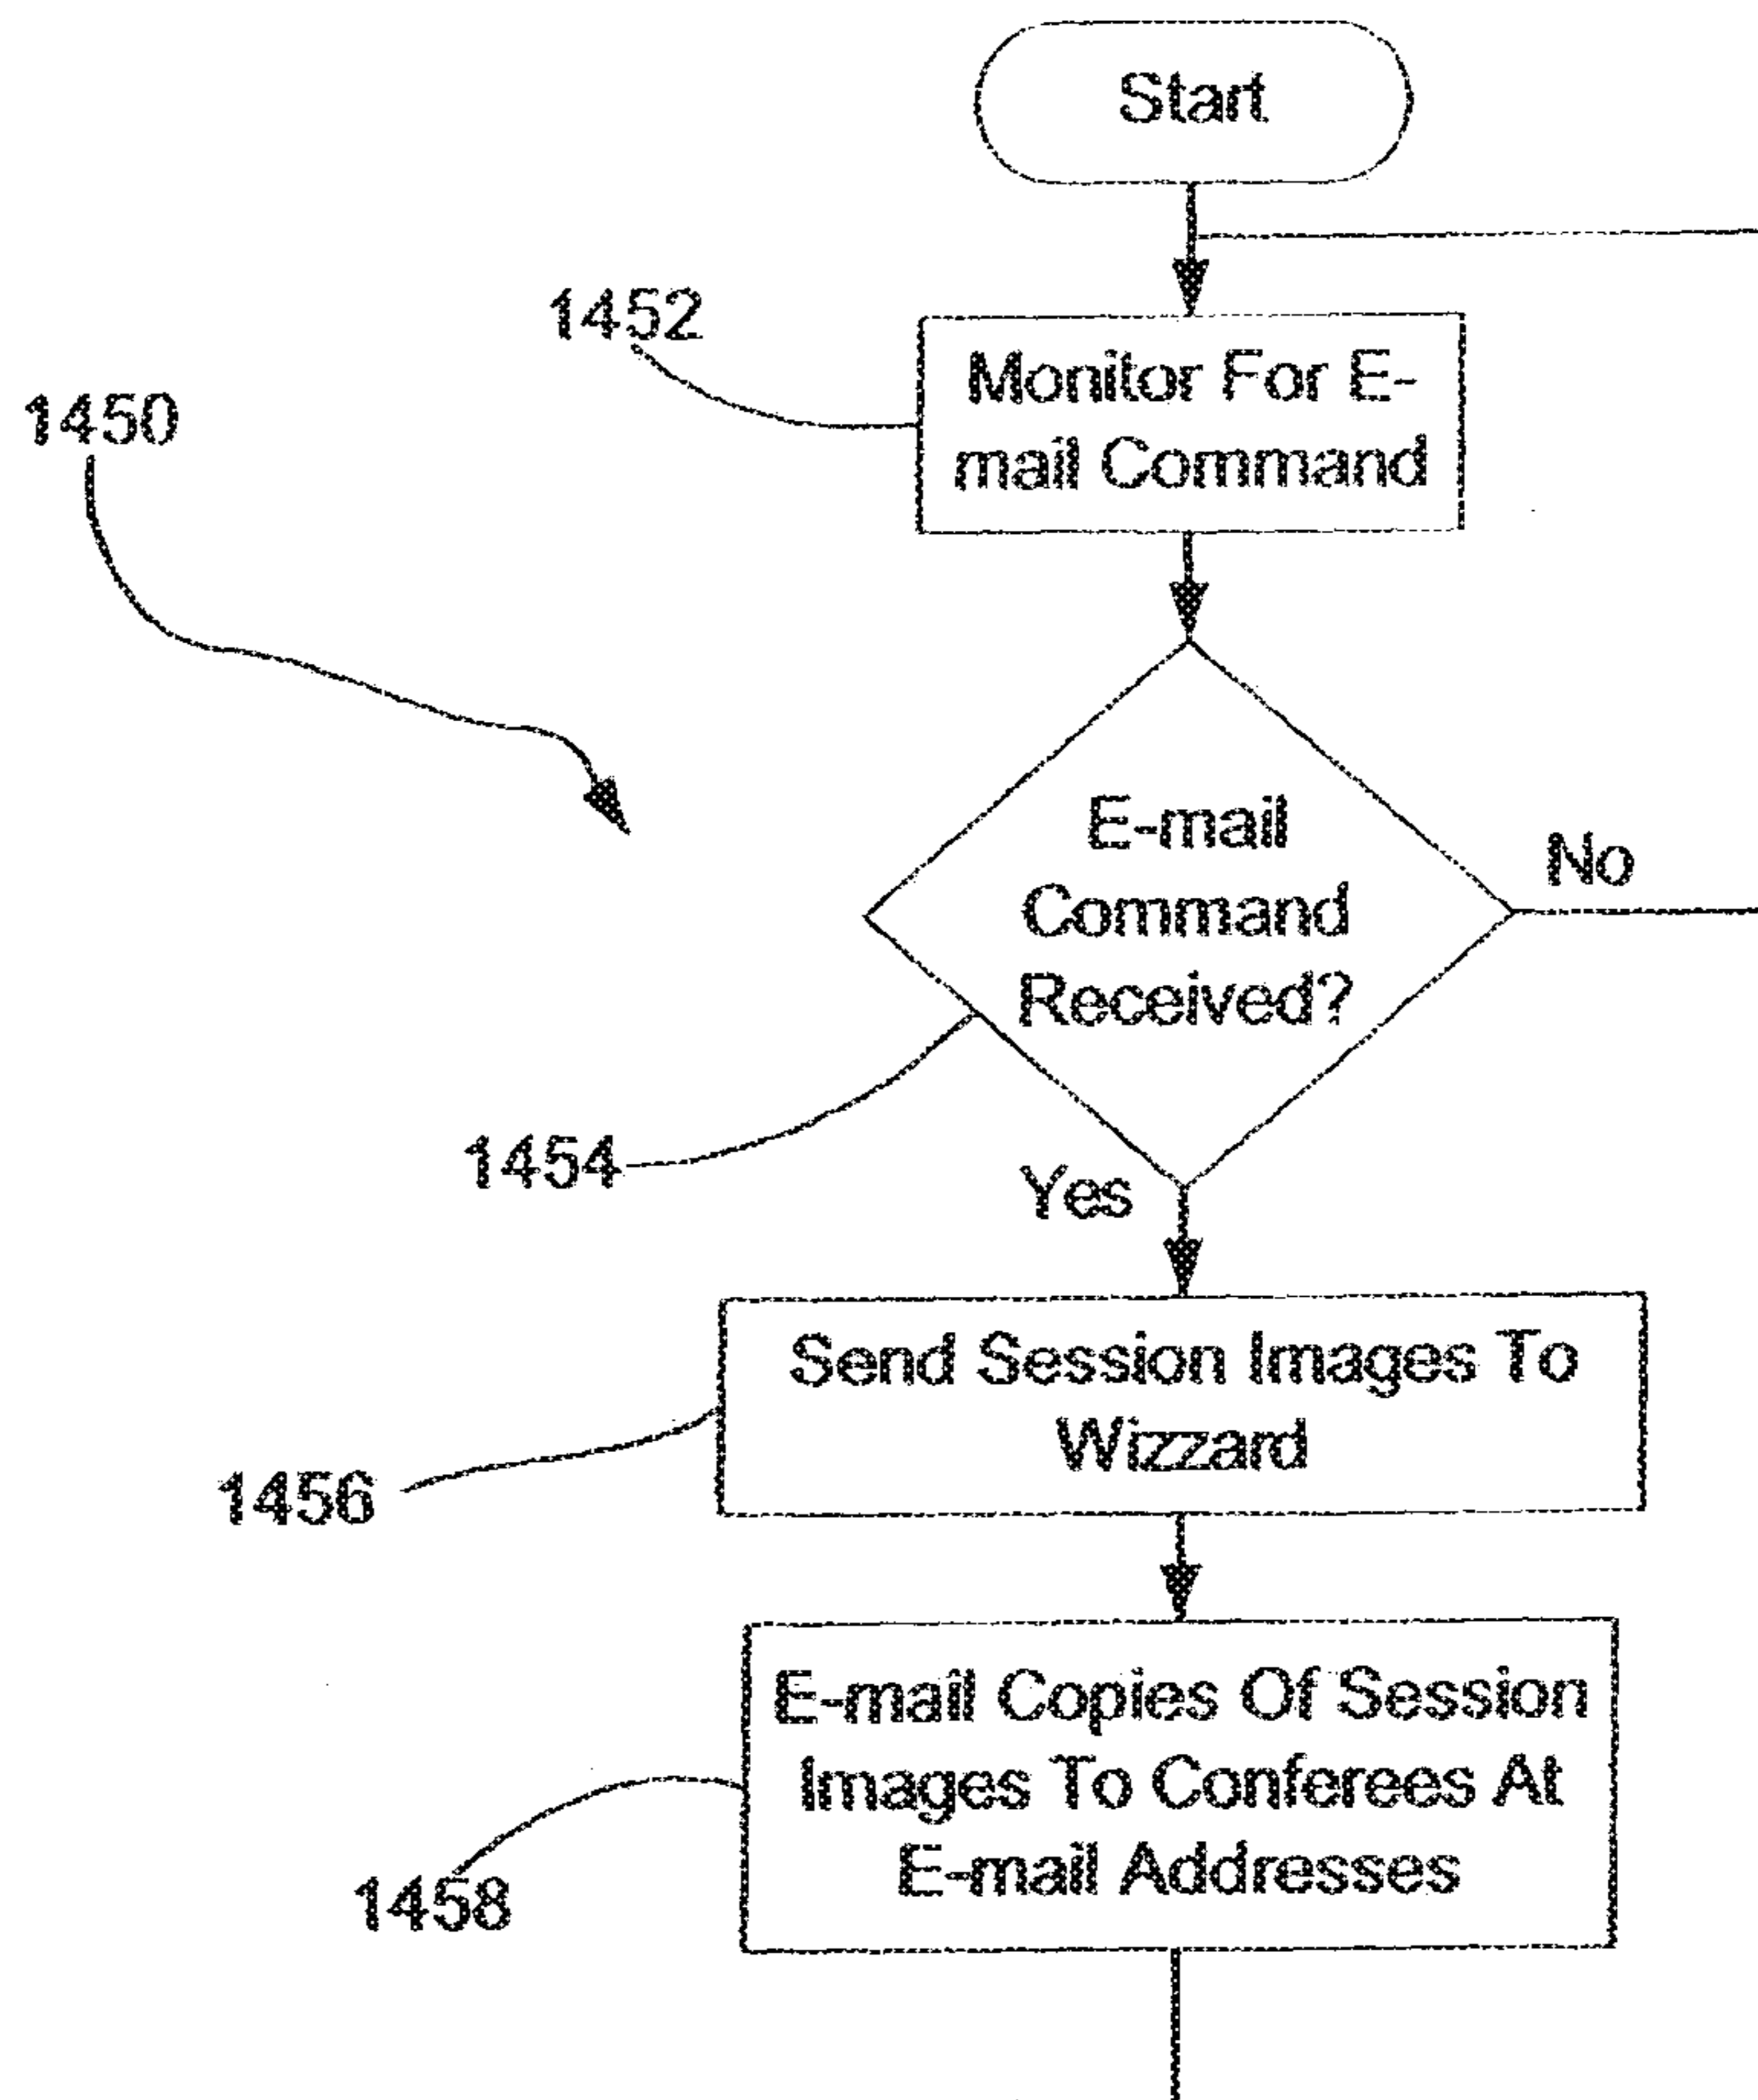 Start
1452
Monitor For E-
mail Command
1450
E-mail
Command
Received?
No
1454
Yes
Send Session Images To
Wizzard
1456
E-mail Copies Of Session
Images To Conferees At
E-mail Addresses
1458